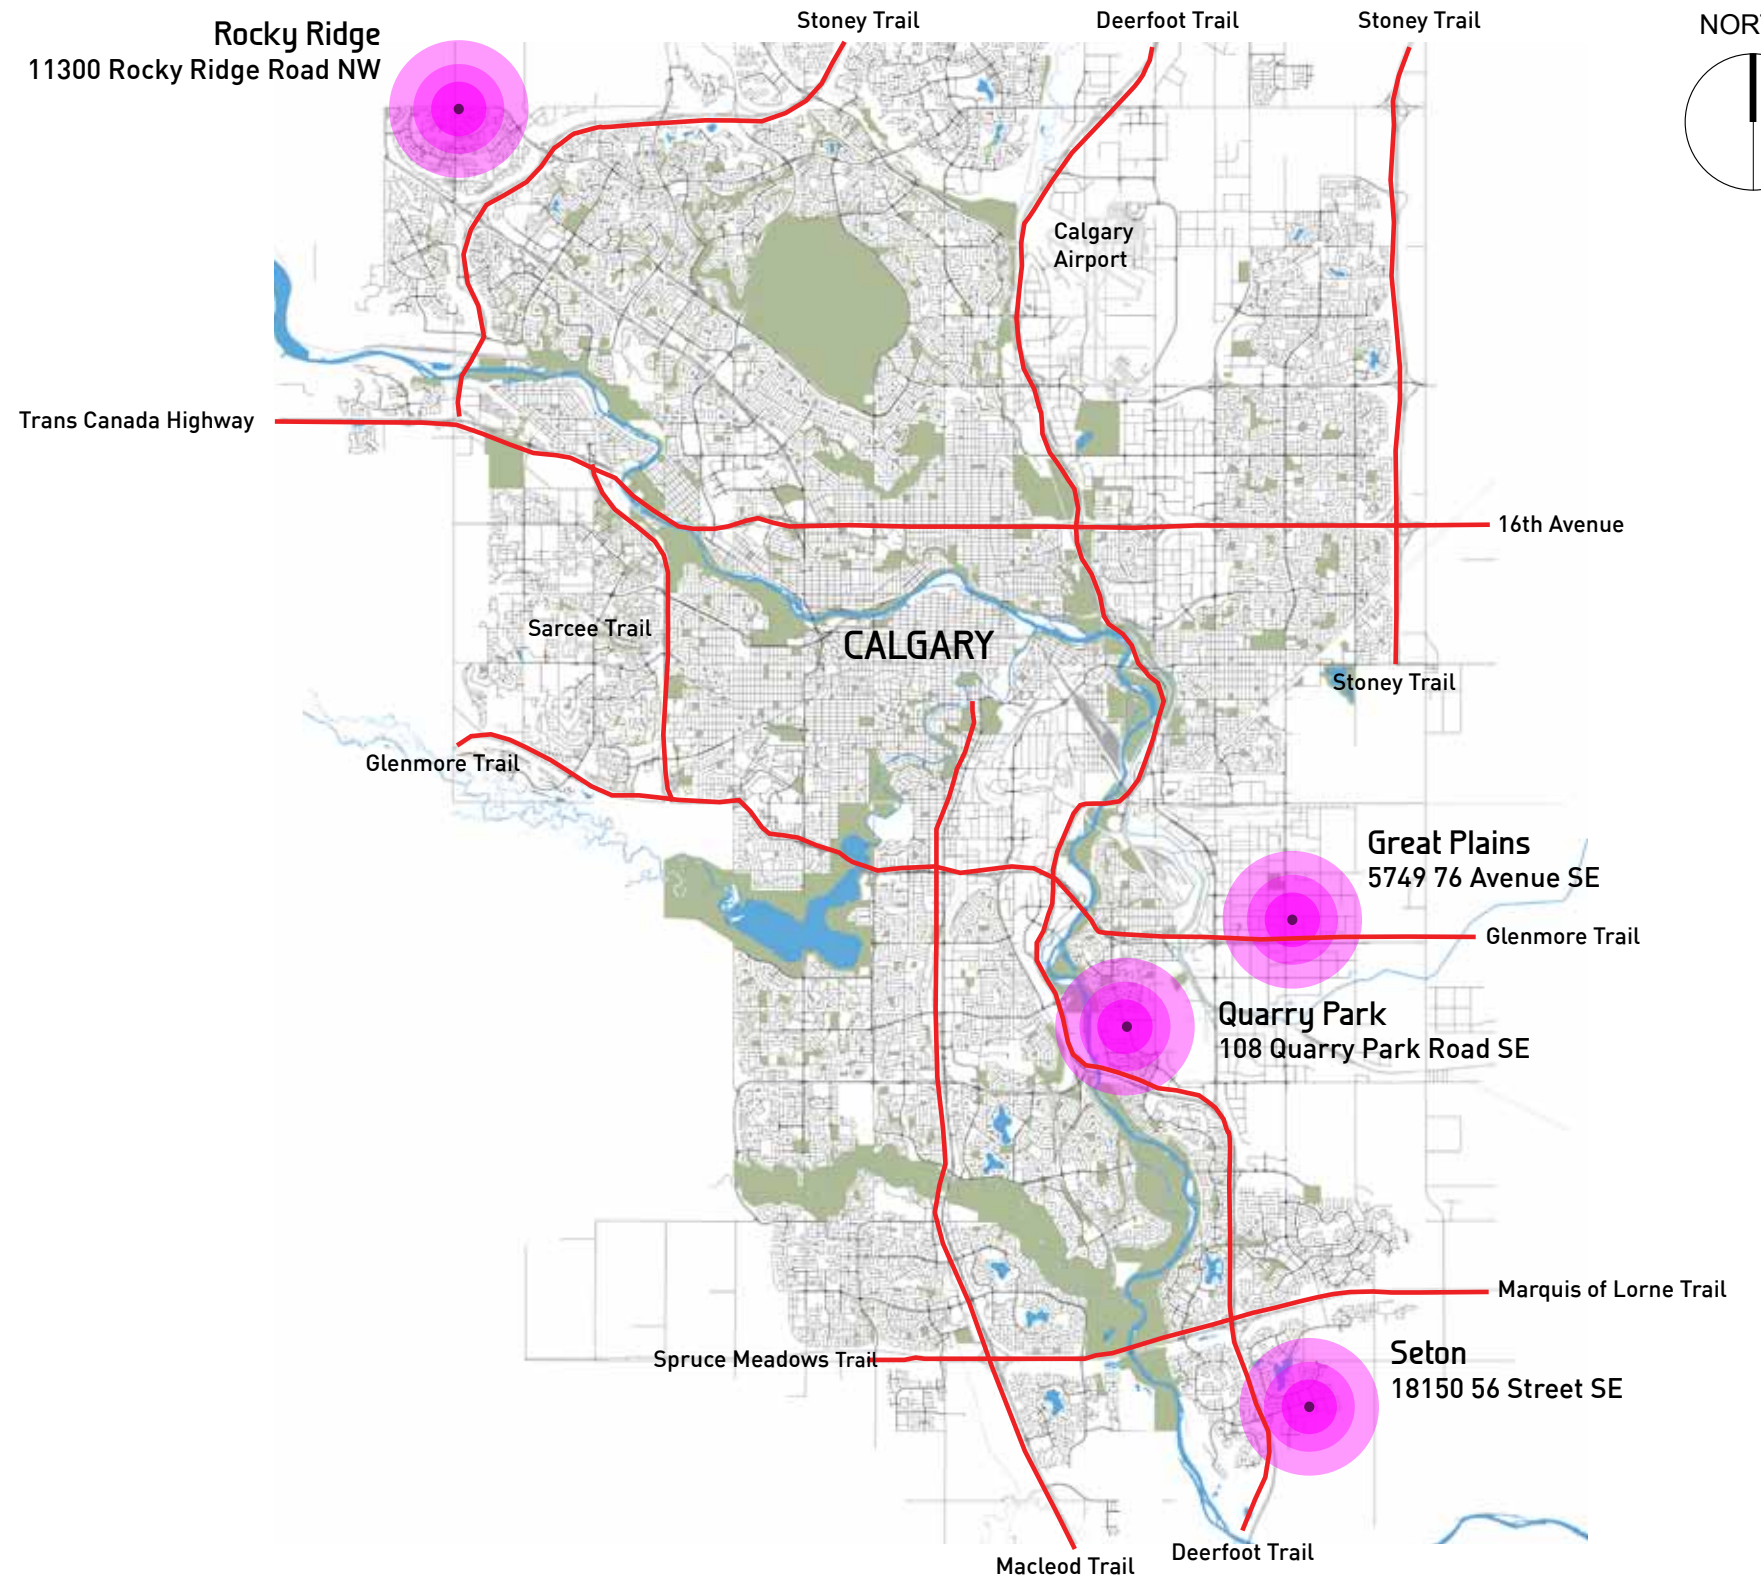 Stoney Trail
Deerfoot Trail
Stoney Trail
NOR
Rocky Ridge
11300 Rocky Ridge Road NW
Calgary
Airport
Trans Canada Highway
16th Avenue
Sarcee Trail
CALGARY
Stoney Trail
Glenmore Trail
Great Plains
5749 76 Avenue SE
Glenmore Trail
Quarry Park
108 Quarry Park Road SE
Marquis of Lorne Trail
Spruce Meadows Trail
Seton
18150 56 Street SE
Deerfoot Trail
Macleod Trail